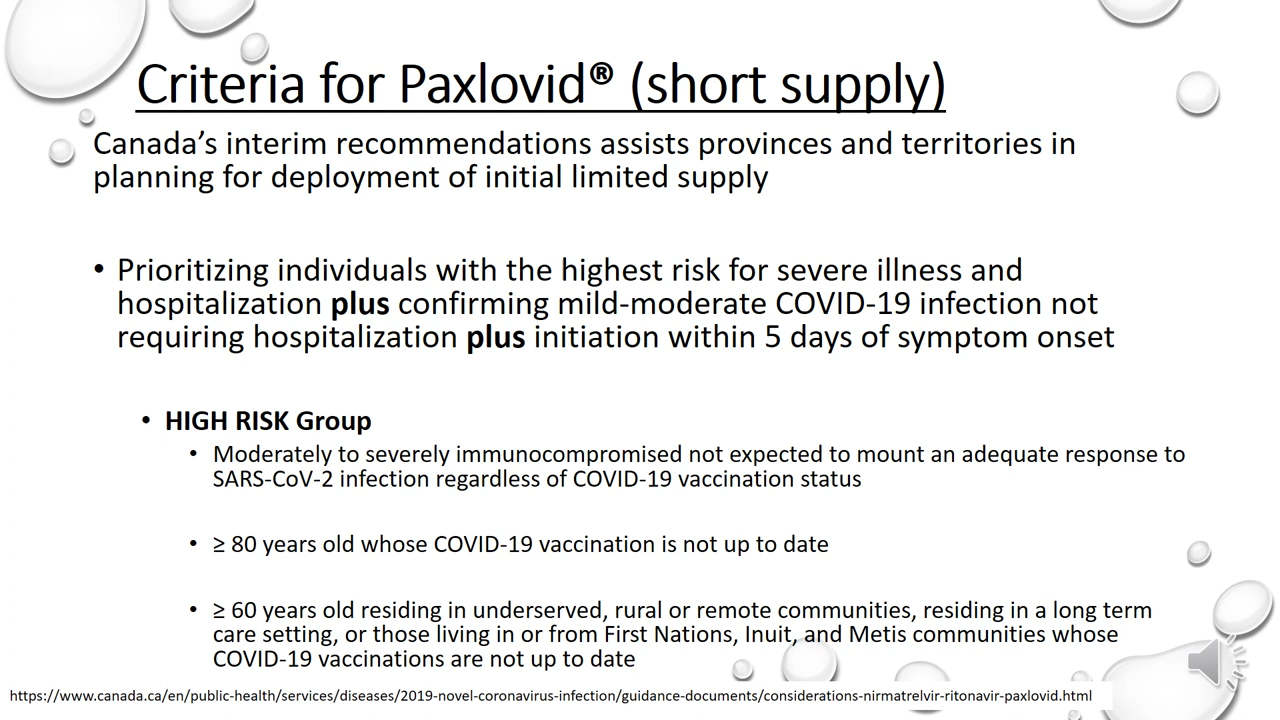 Criteria for Paxlovid® (short supply)
Canada’s interim recommendations assists provinces and territories in
planning for deployment of initial limited supply
• Prioritizing individuals with the highest risk for severe illness and
hospitalization plus confirming mild-moderate COVID-19 infection not
requiring hospitalization plus initiation within 5 days of symptom onset
• HIGH RISK Group
• Moderately to severely immunocompromised not expected to mount an adequate response to
SARS-CoV-2 infection regardless of COVID-19 vaccination status
• ≥ 80 years old whose COVID-19 vaccination is not up to date
• ≥ 60 years old residing in underserved, rural or remote communities, residing in a long term
care setting, or those living in or from First Nations, Inuit, and Metis communities whose
COVID-19 vaccinations are not up to date
https://www.canada.ca/en/public-health/services/diseases/2019-novel-coronavirus-infection/guidance-documents/considerations-nirmatrelvir-ritonavir-paxlovid.html